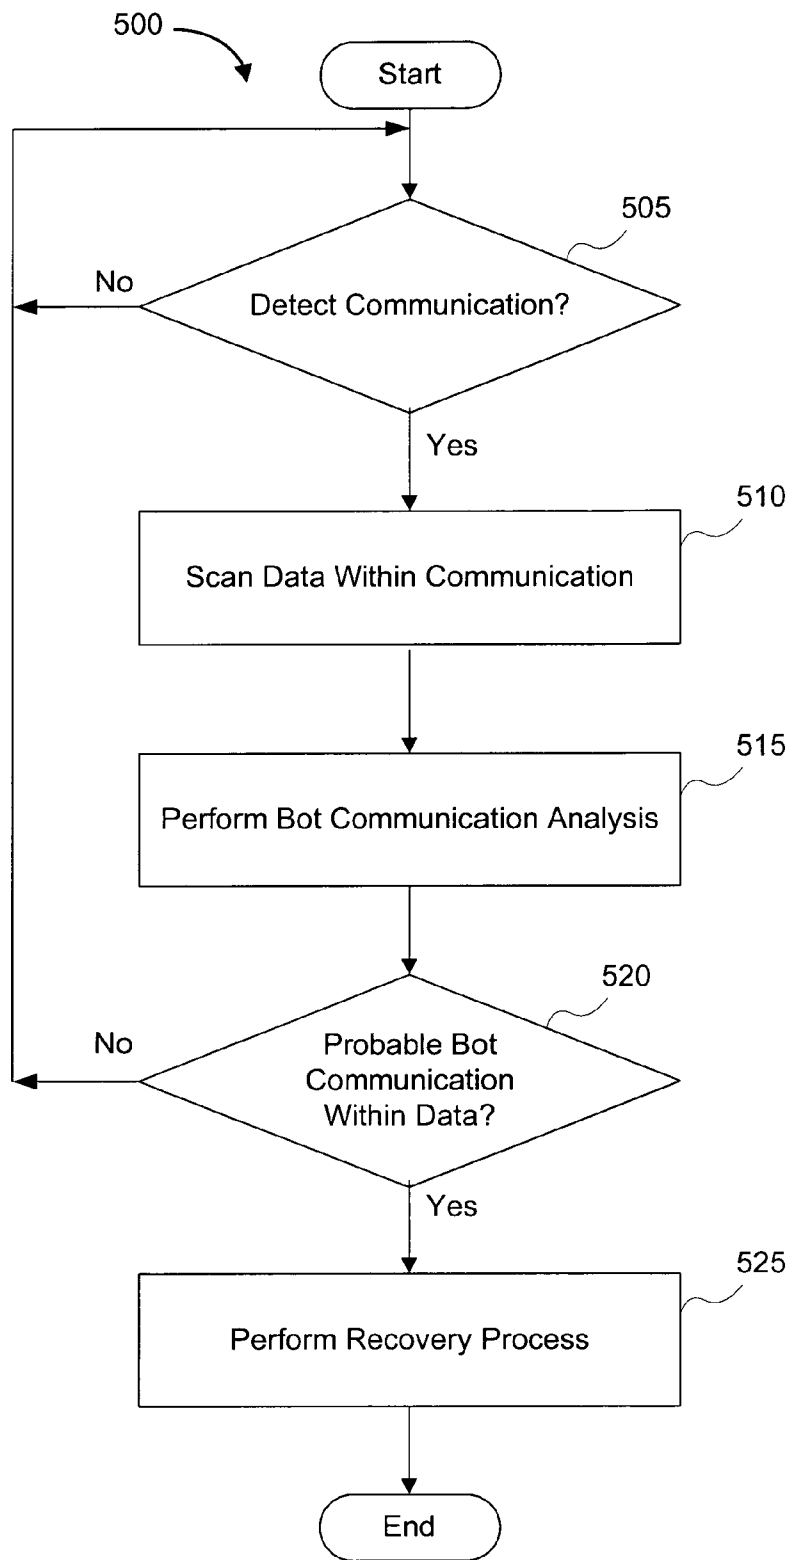 500
Start
505
No
Detect Communication?
Yes
510
Scan Data Within Communication
515
Perform Bot Communication Analysis
520
No
Probable Bot
Communication
Within Data?
Yes
525
Perform Recovery Process
End